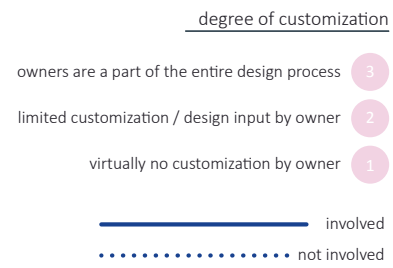 degree of customization
owners are a part of the entire design process 3
limited customization / design input by owner 2
virtually no customization by owner 1
involved
not involved